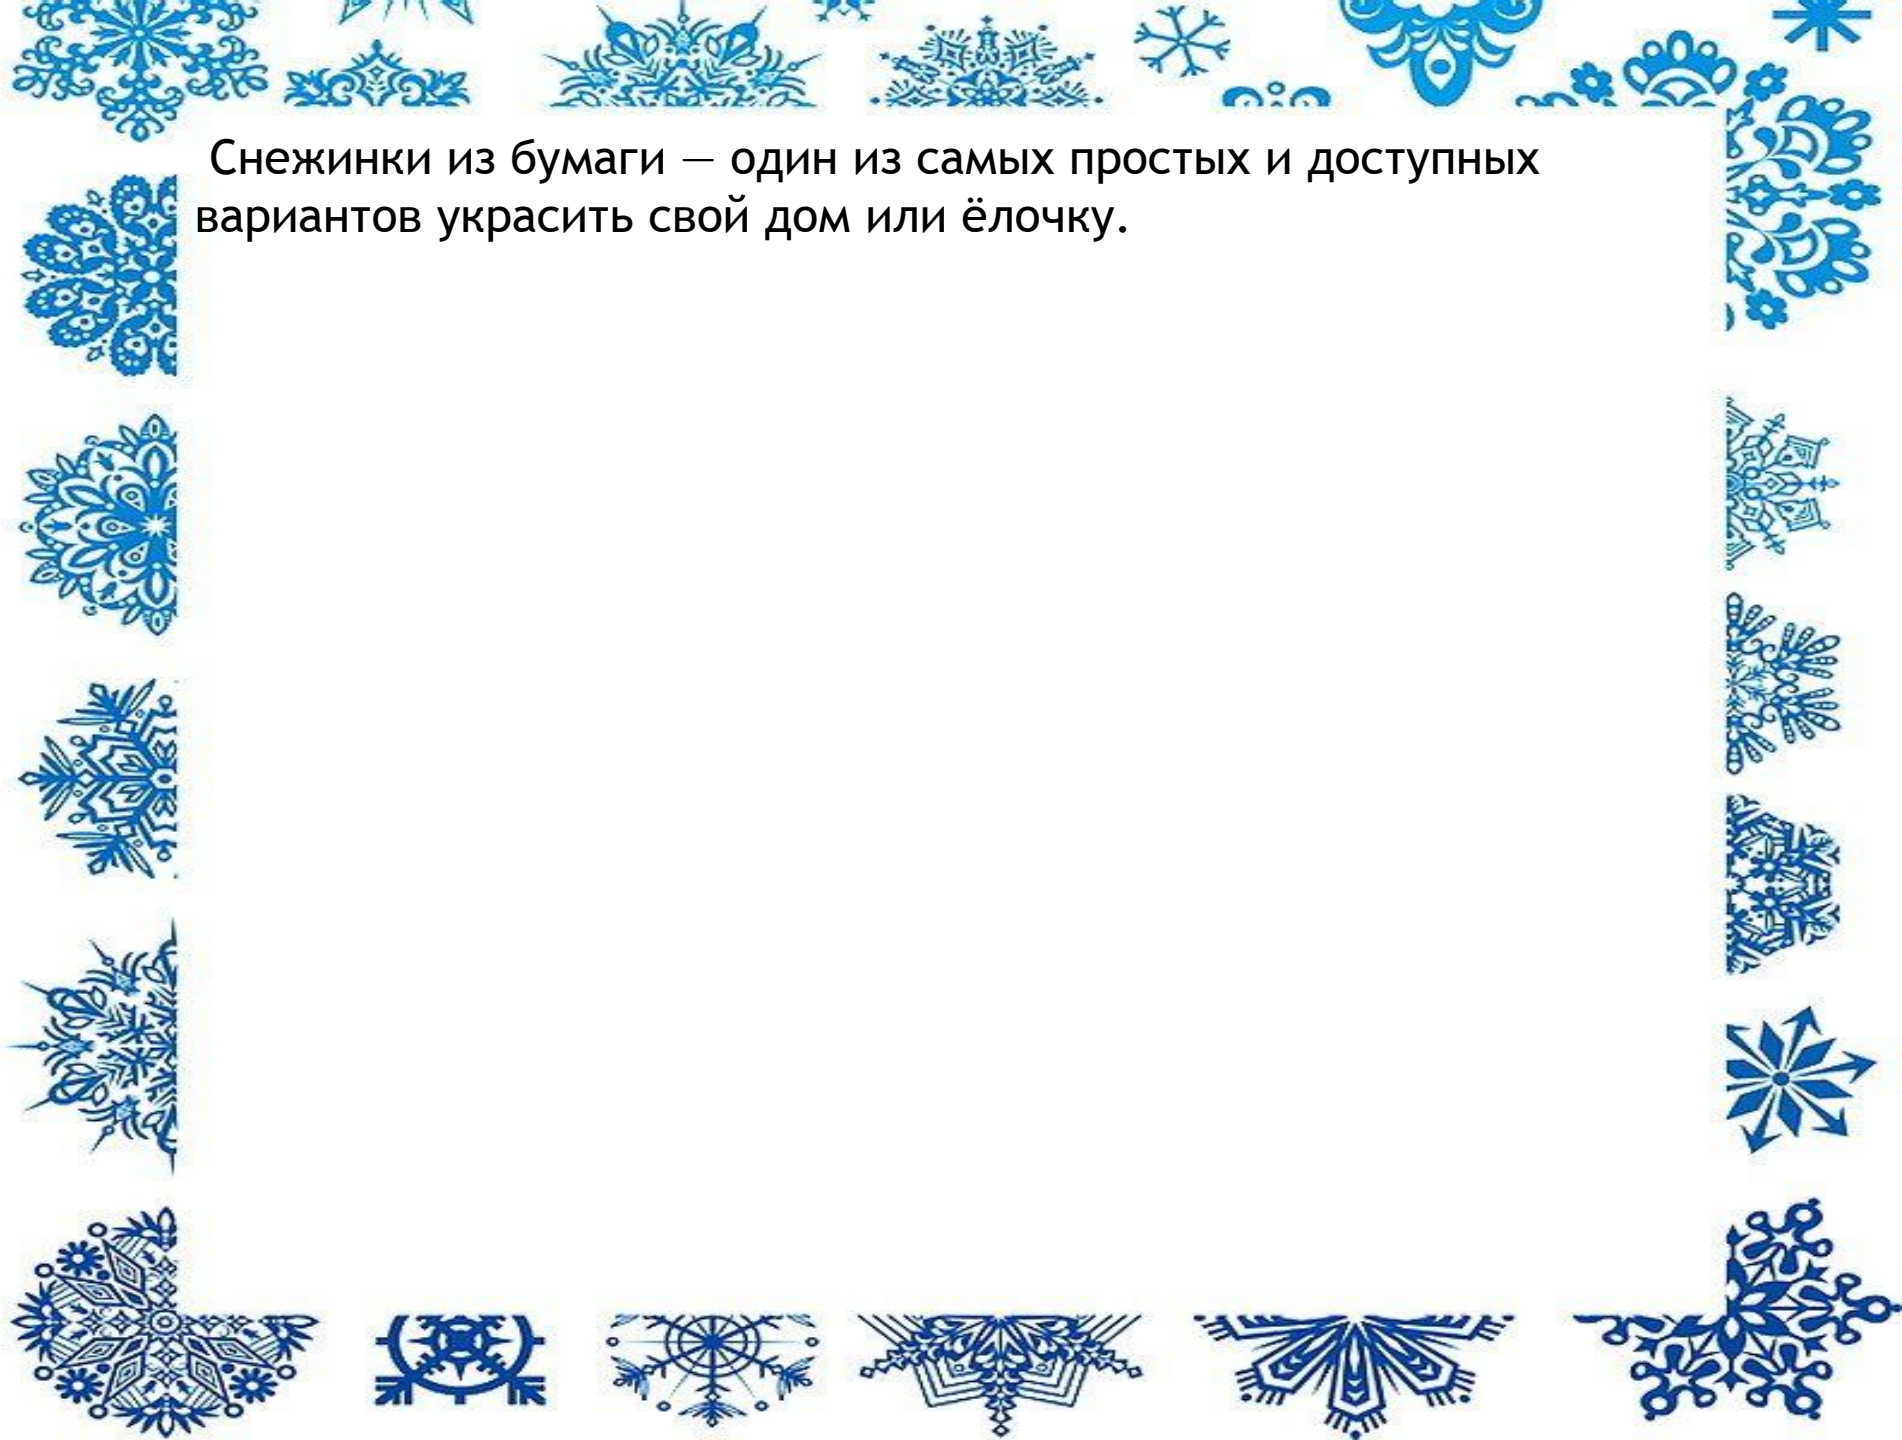 Снежинки из бумаги — один из самых простых и доступных
вариантов украсить свой дом или ёлочку.